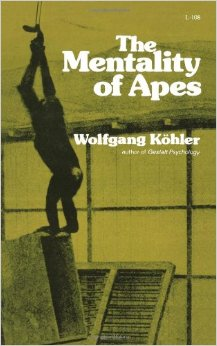 L-108
The
Mentality
of Apes
Wolfgang Köhler
author of Gestalt Psychology